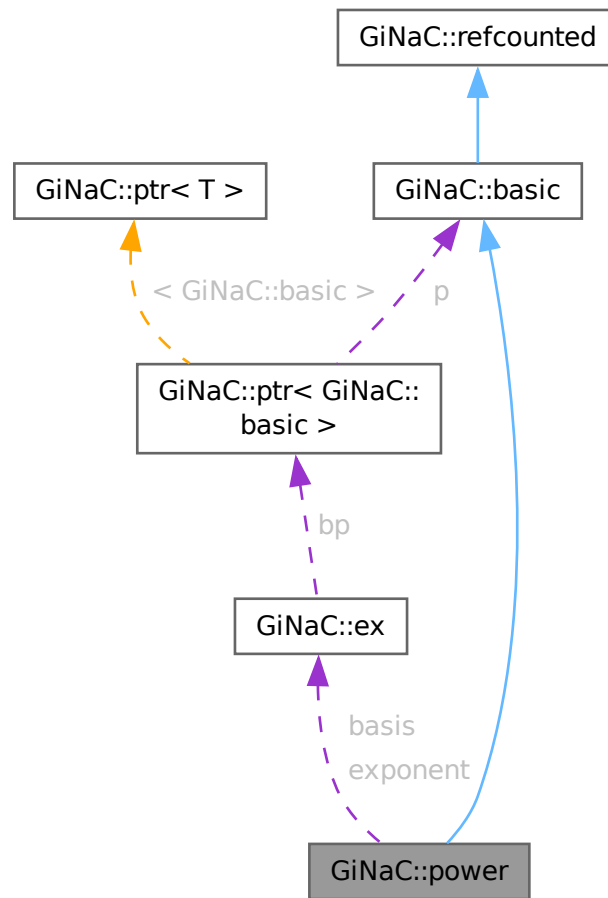 GiNaC::refcounted
GiNaC::ptr< T >
GiNaC::basic
< GiNaC::basic >
p
GiNaC::ptr< GiNaC::
basic >
bp
GiNaC::ex
basis
exponent
GiNaC::power